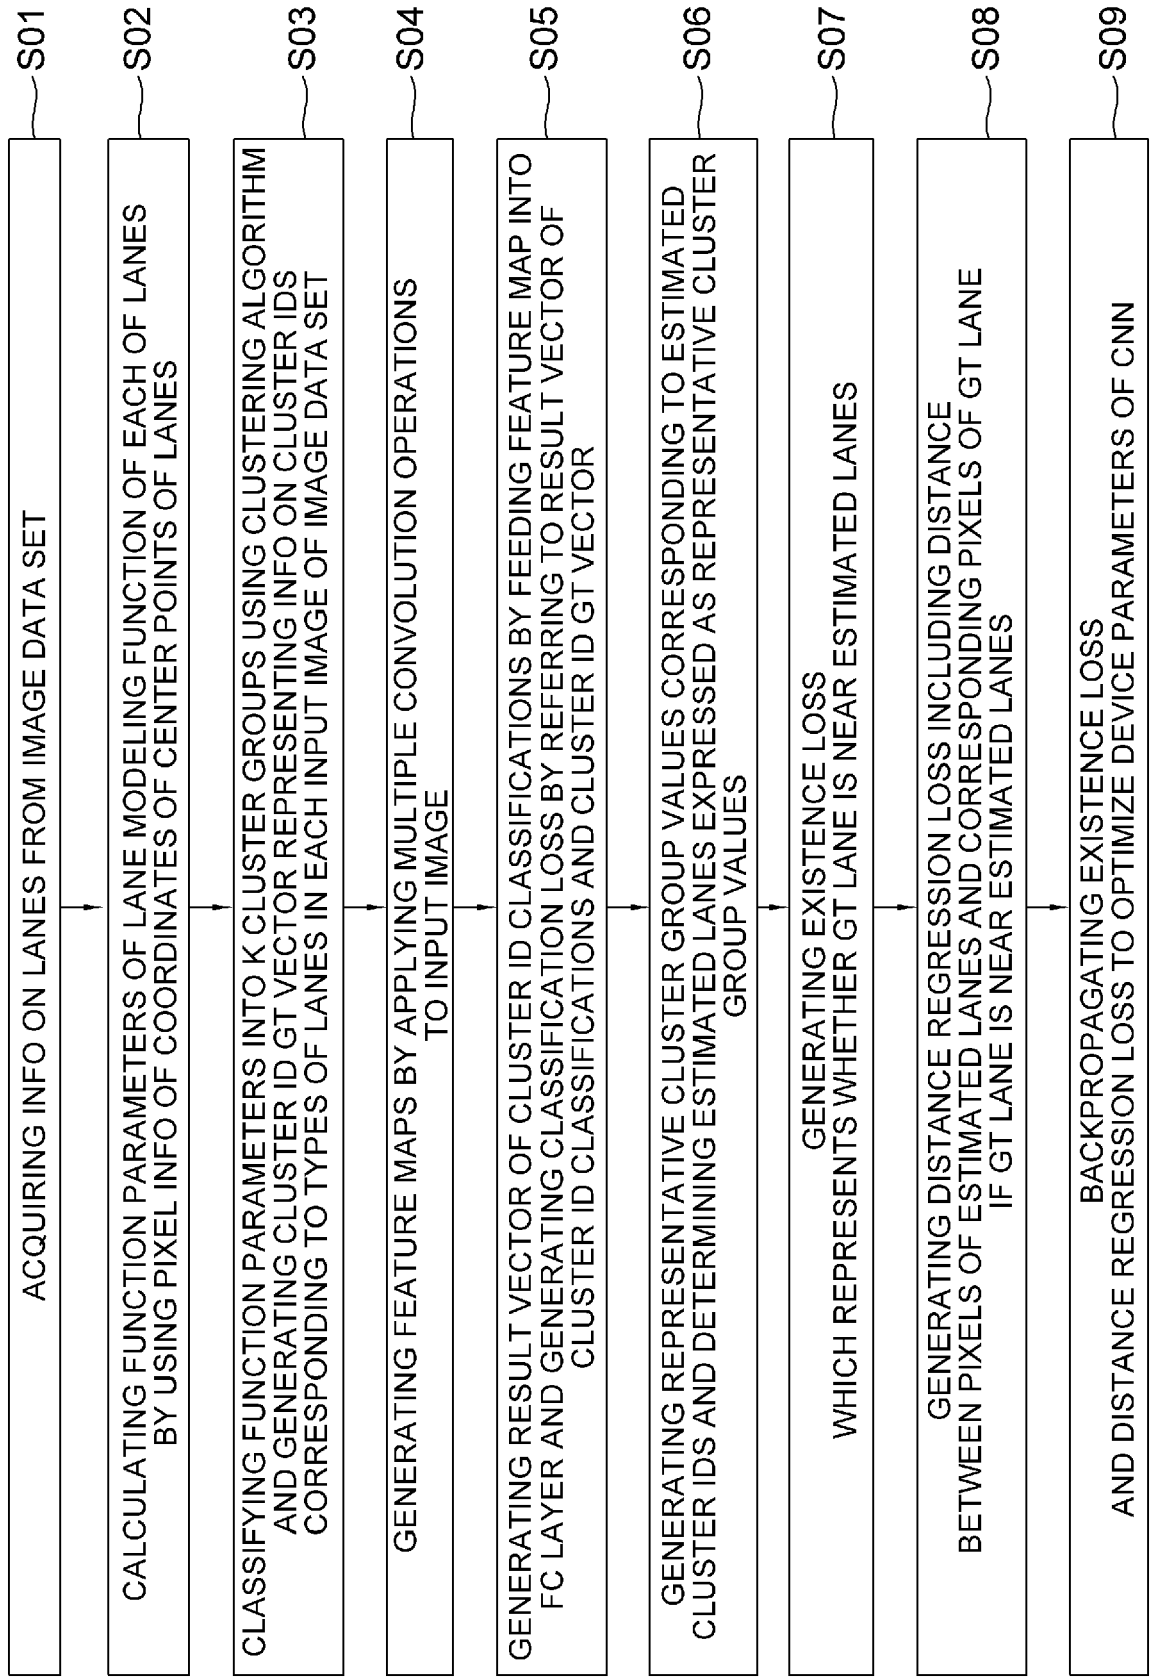 ACQUIRING INFO ON LANES FROM IMAGE DATA SET
S01
CALCULATING FUNCTION PARAMETERS OF LANE MODELING FUNCTION OF EACH OF LANES
BY USING PIXEL INFO OF COORDINATES OF CENTER POINTS OF LANES
S02
CLASSIFYING FUNCTION PARAMETERS INTO K CLUSTER GROUPS USING CLUSTERING ALGORITHM
AND GENERATING CLUSTER ID GT VECTOR REPRESENTING INFO ON CLUSTER IDS
CORRESPONDING TO TYPES OF LANES IN EACH INPUT IMAGE OF IMAGE DATA SET
S03
GENERATING FEATURE MAPS BY APPLYING MULTIPLE CONVOLUTION OPERATIONS
TO INPUT IMAGE
S04
GENERATING RESULT VECTOR OF CLUSTER ID CLASSIFICATIONS BY FEEDING FEATURE MAP INTO
FC LAYER AND GENERATING CLASSIFICATION LOSS BY REFERRING TO RESULT VECTOR OF
CLUSTER ID CLASSIFICATIONS AND CLUSTER ID GT VECTOR
S05
GENERATING REPRESENTATIVE CLUSTER GROUP VALUES CORRESPONDING TO ESTIMATED
CLUSTER IDS AND DETERMINING ESTIMATED LANES EXPRESSED AS REPRESENTATIVE CLUSTER
GROUP VALUES
S06
GENERATING EXISTENCE LOSS
WHICH REPRESENTS WHETHER GT LANE IS NEAR ESTIMATED LANES
S07
GENERATING DISTANCE REGRESSION LOSS INCLUDING DISTANCE
BETWEEN PIXELS OF ESTIMATED LANES AND CORRESPONDING PIXELS OF GT LANE
IF GT LANE IS NEAR ESTIMATED LANES
S08
BACKPROPAGATING EXISTENCE LOSS
AND DISTANCE REGRESSION LOSS TO OPTIMIZE DEVICE PARAMETERS OF CNN
S09